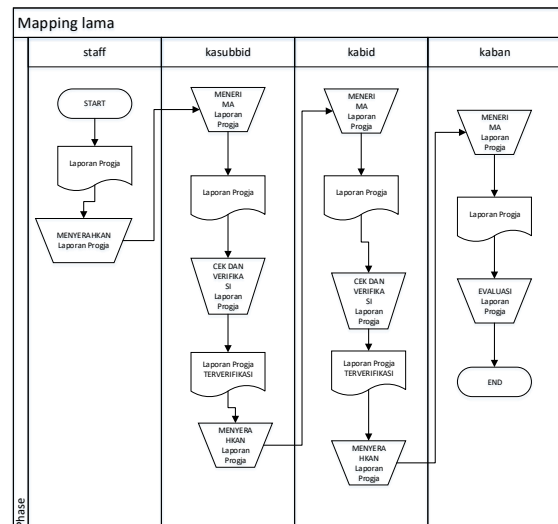 Mapping lama
staff
kasubbid
kabid
kaban
START
Laporan Progja
MENYERAHKAN
Laporan Progja
MENERI
MA
Laporan
Progja
Laporan Progja
CEK DAN
VERIFIKA
SI
Laporan
Progja
Laporan Progja
TERVERIFIKASI
MENYERA
HKAN
Laporan
Progja
MENERI
MA
Laporan
Progja
Laporan Progja
CEK DAN
VERIFIKA
SI
Laporan
Progja
Laporan Progja
TERVERIFIKASI
MENYERA
HKAN
Laporan
Progja
MENERI
MA
Laporan
Progja
Laporan Progja
EVALUASI
Laporan
Progja
END
Phase